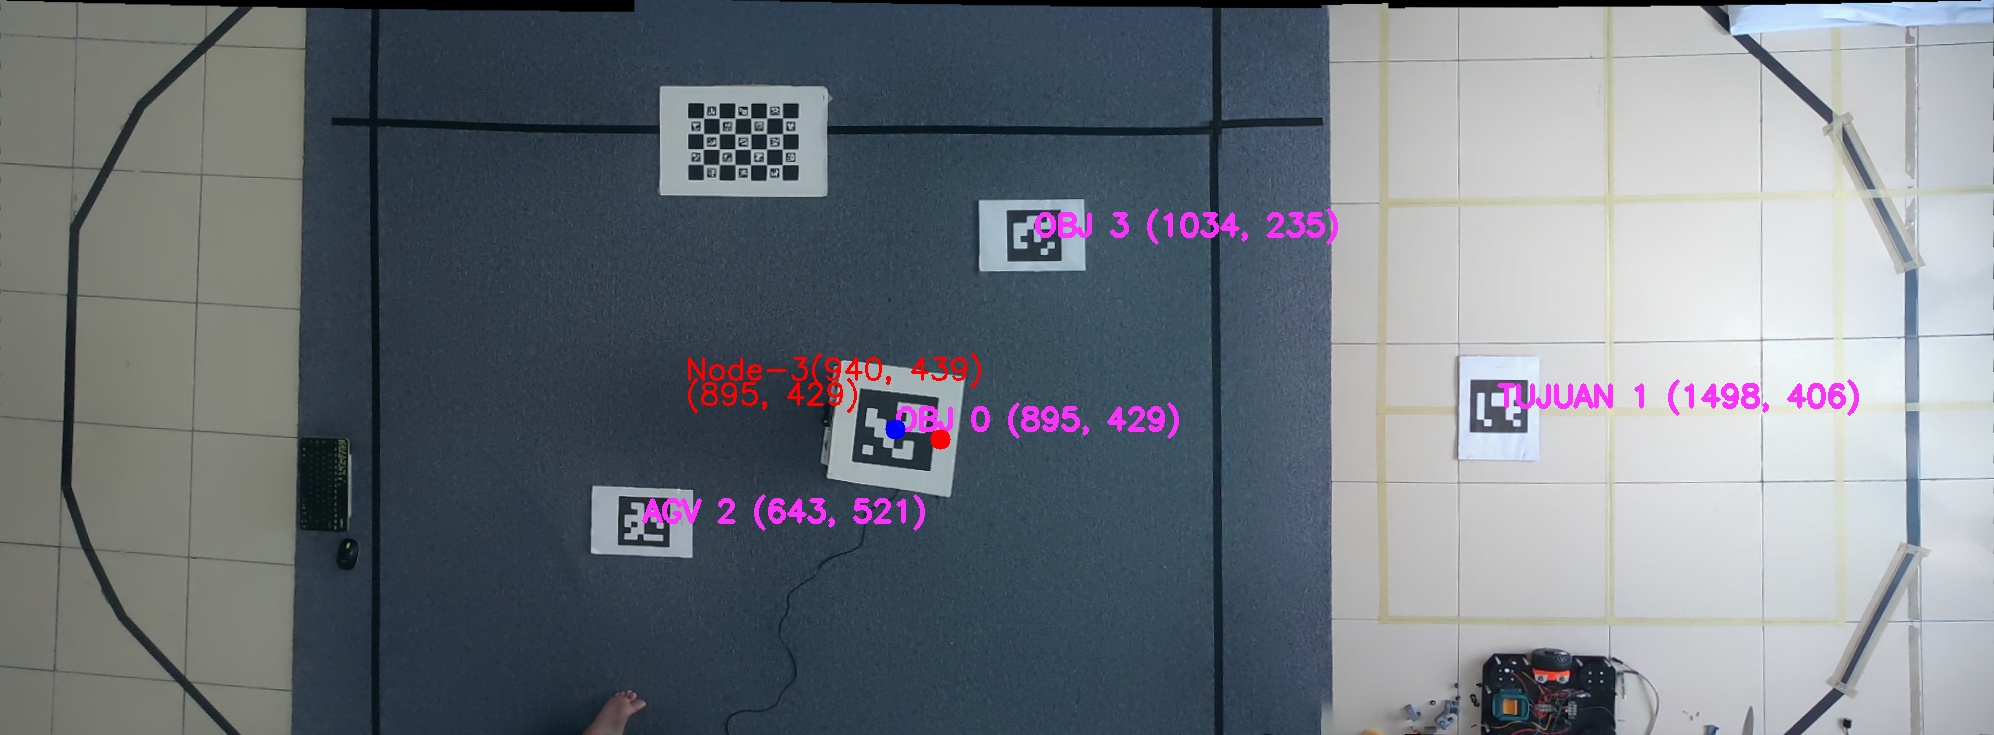 OBJ 3 (1034, 235)
Node-3(940, 439)
(895, 429)
TUJUAN 1 (1498, 406)
OBJ 0 (895, 429)
AGV 2 (643, 521)